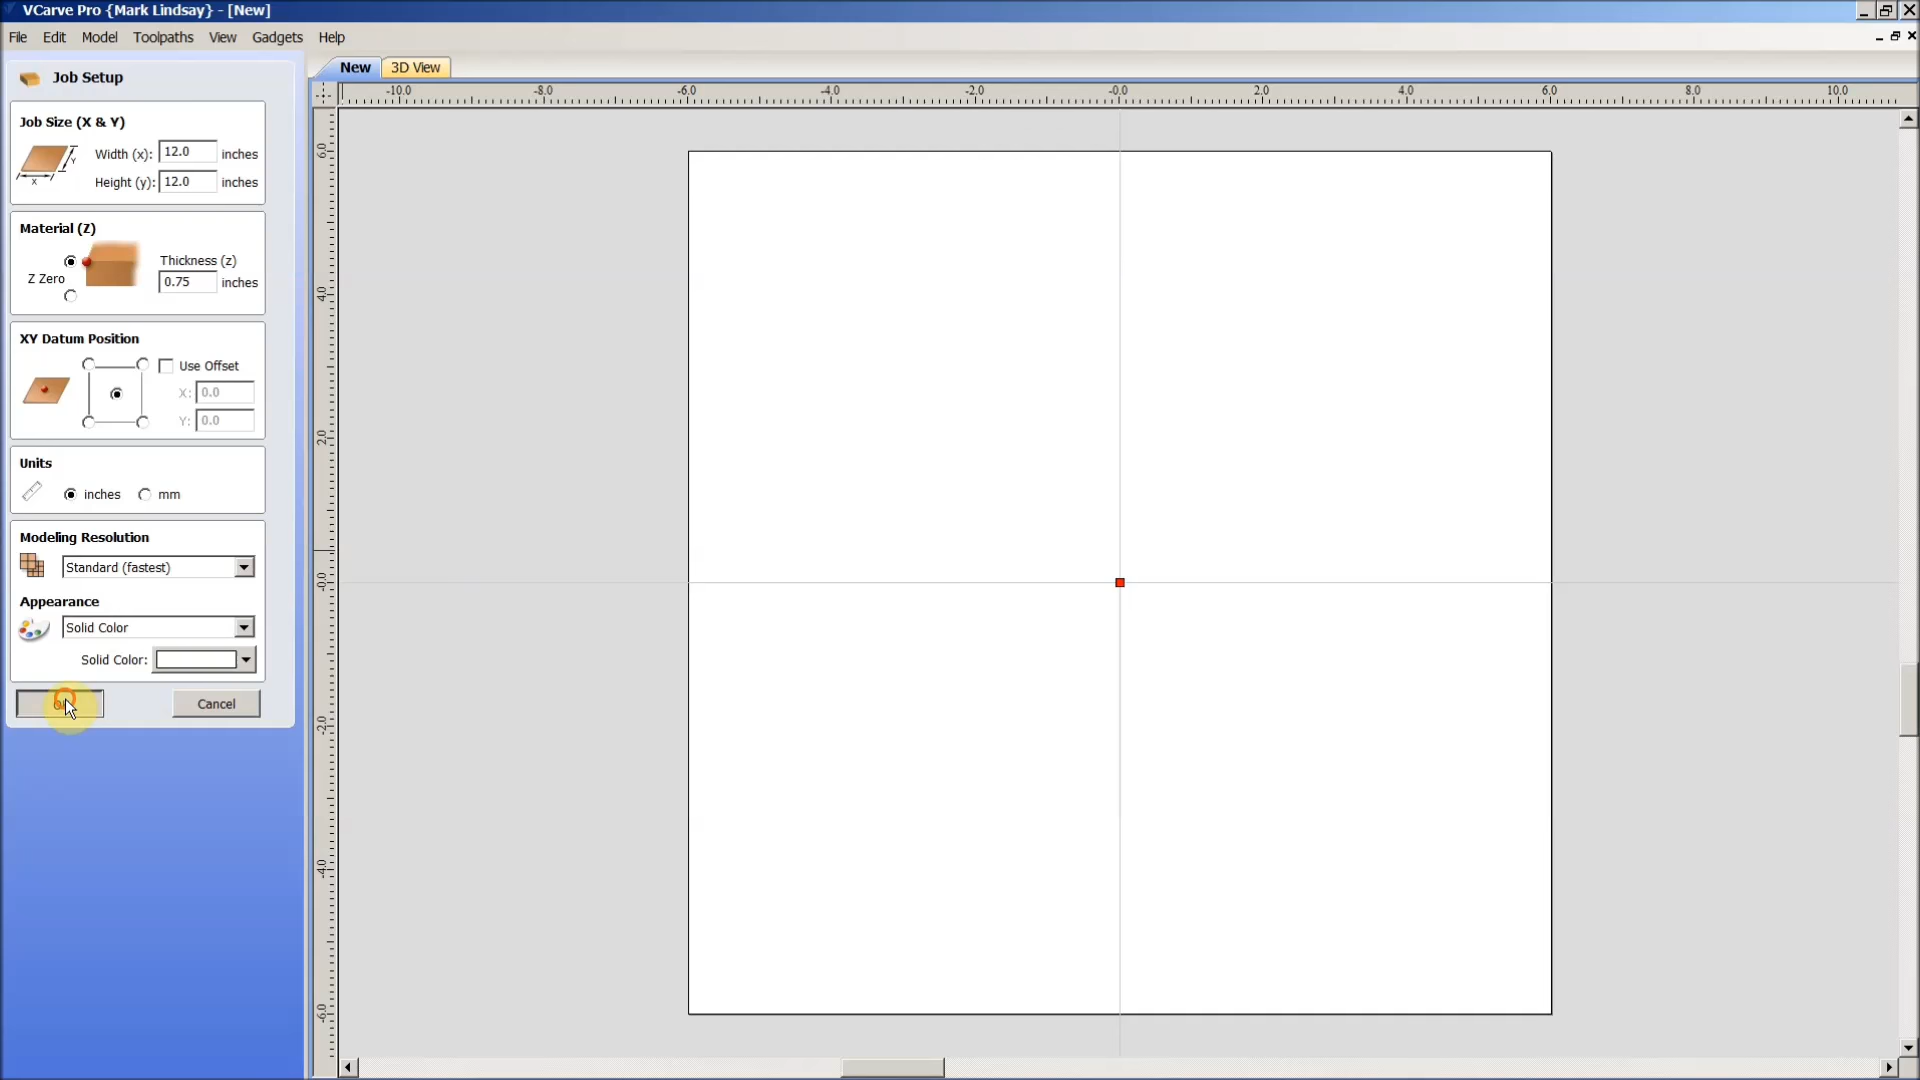 VCarve Pro {Mark Lindsay} - [New]
File Edit Model Toolpaths View Gadgets Help
New 3D View
Job Setup
-10.0 -8.0 -6.0 -4.0 -2.0 -0.0 2.0 4.0 6.0 8.0 10.0
Job Size (X & Y)
Width (x): 12.0 inches
Height (y): 12.0 inches
Y
X
Material (Z)
Z Zero
Thickness (z)
0.75 inches
XY Datum Position
Use Offset
X: 0.0
Y: 0.0
Units
inches mm
Modeling Resolution
Standard (fastest)
Appearance
Solid Color
Solid Color:
Cancel
6.0
4.0
2.0
-0.0
-2.0
-4.0
-6.0